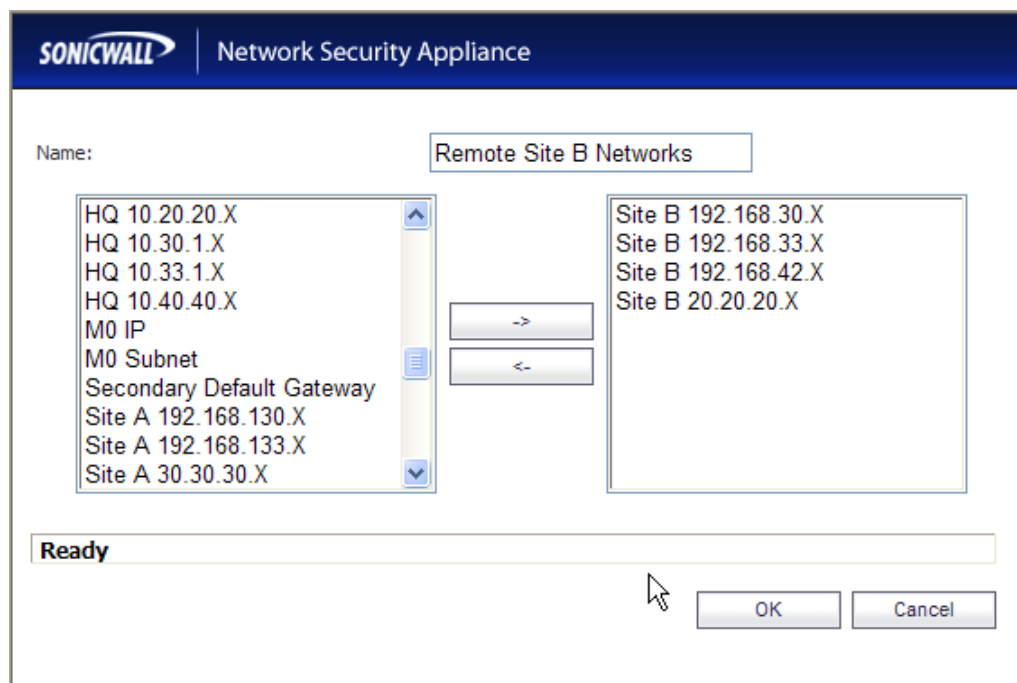 SONICWALL Network Security Appliance
Name: Remote Site B Networks
HQ 10.20.20.X
HQ 10.30.1.X
HQ 10.33.1.X
HQ 10.40.40.X
M0 IP
M0 Subnet
Secondary Default Gateway
Site A 192.168.130.X
Site A 192.168.133.X
Site A 30.30.30.X
->
<-
Site B 192.168.30.X
Site B 192.168.33.X
Site B 192.168.42.X
Site B 20.20.20.X
Ready
OK Cancel